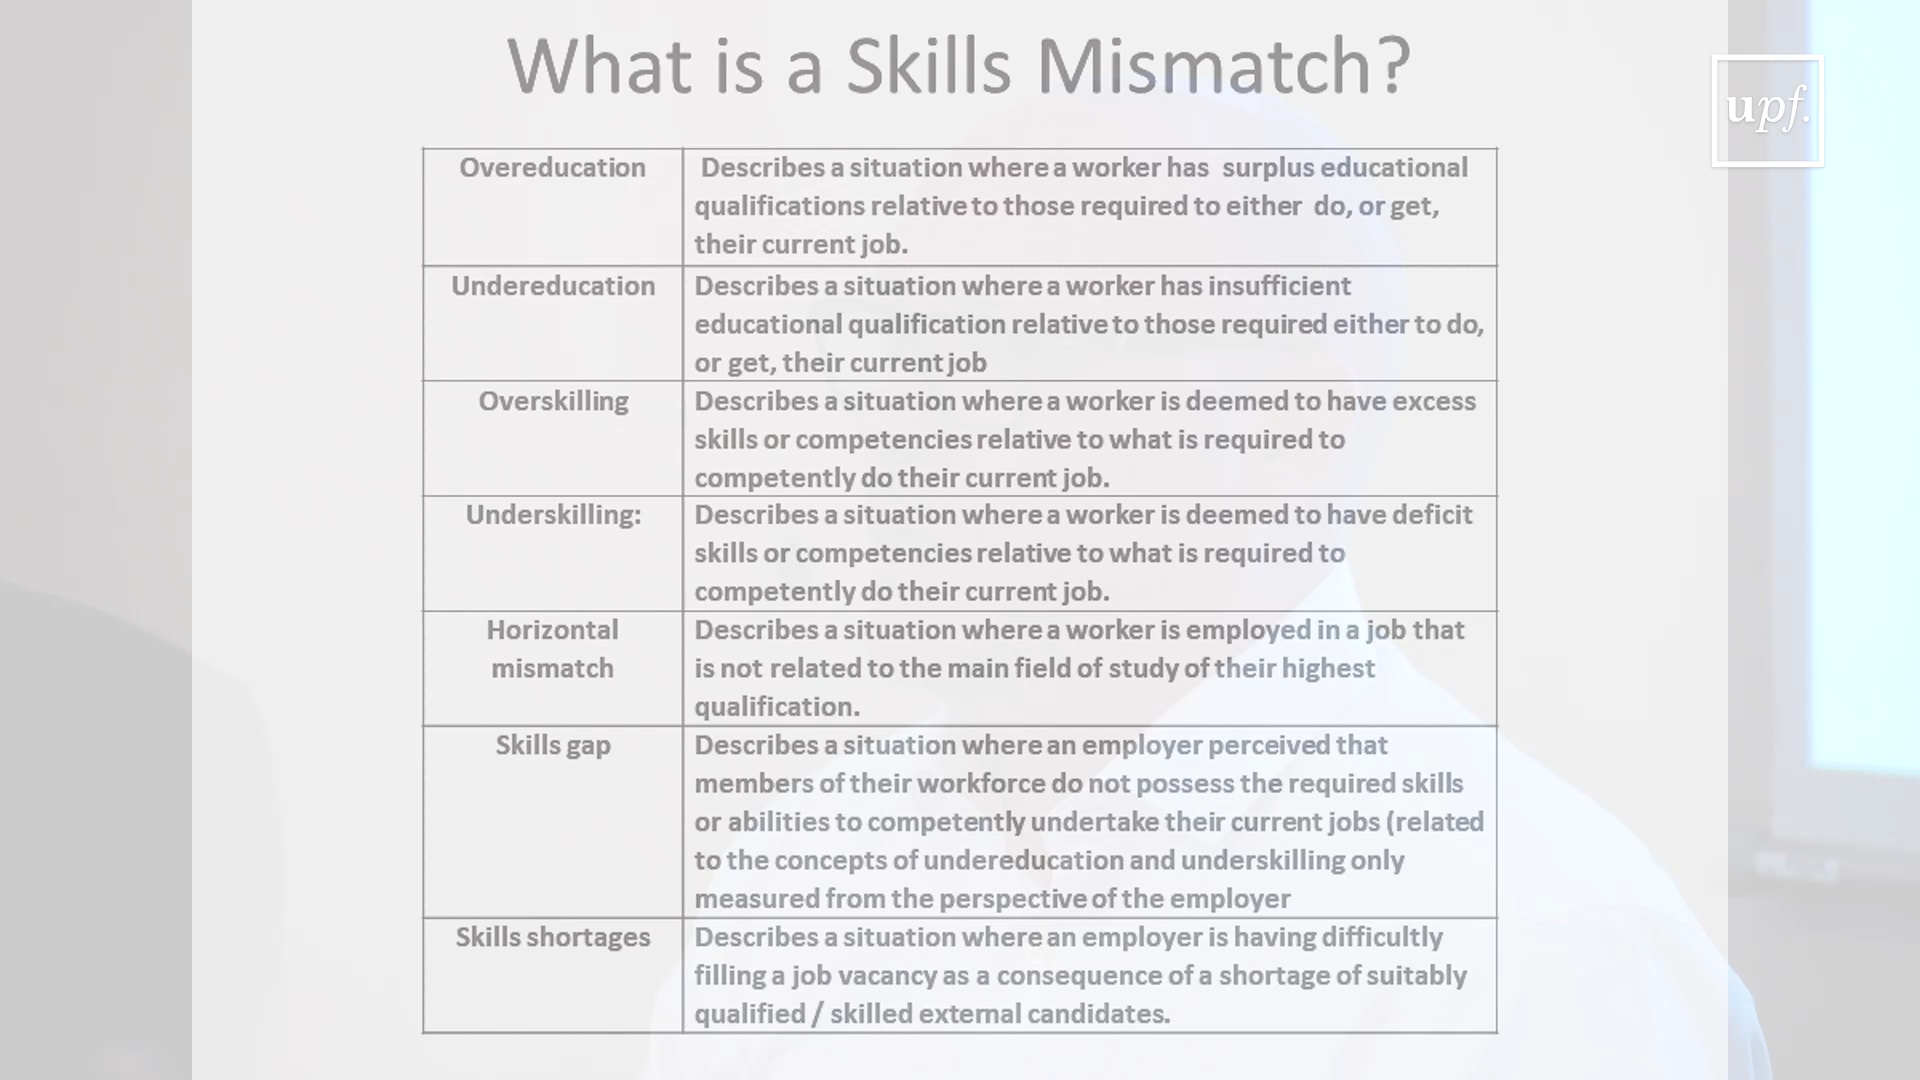 What is a Skills Mismatch?
upf.
Overeducation
Describes a situation where a worker has surplus educational
qualifications relative to those required to either do, or get,
their current job.
Undereducation
Describes a situation where a worker has insufficient
educational qualification relative to those required either to do,
or get, their current job
Overskilling
Describes a situation where a worker is deemed to have excess
skills or competencies relative to what is required to
competently do their current job.
Underskilling:
Describes a situation where a worker is deemed to have deficit
skills or competencies relative to what is required to
competently do their current job.
Horizontal
mismatch
Describes a situation where a worker is employed in a job that
is not related to the main field of study of their highest
qualification.
Skills gap
Describes a situation where an employer perceived that
members of their workforce do not possess the required skills
or abilities to competently undertake their current jobs (related
to the concepts of undereducation and underskilling only
measured from the perspective of the employer
Skills shortages
Describes a situation where an employer is having difficultly
filling a job vacancy as a consequence of a shortage of suitably
qualified / skilled external candidates.